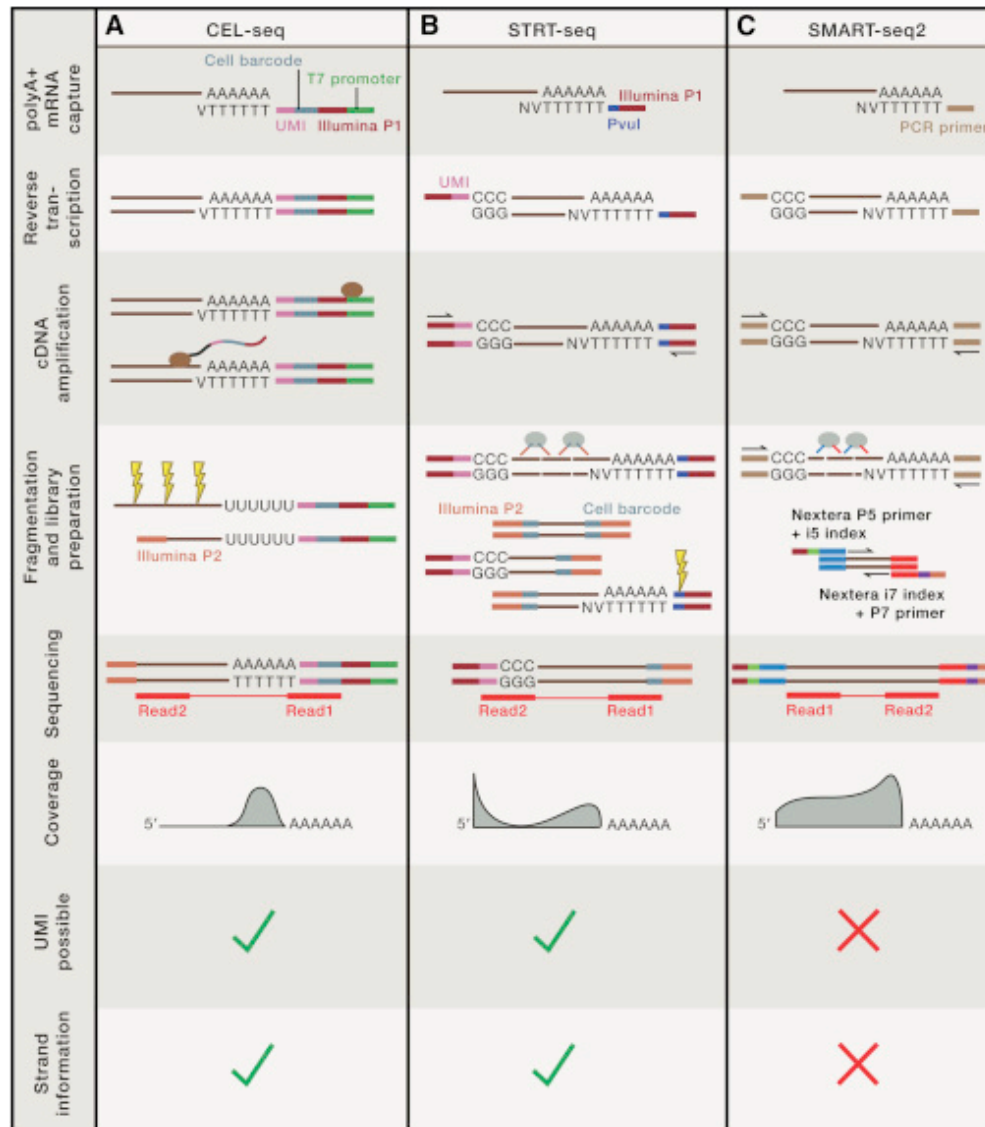 A CEL-seq
B STRT-seq
C SMART-seq2
polyA+
mRNA
capture
Cell barcode
AAAAAA
T7 promoter
VTTTTTT
UMI
Illumina P1
AAAAAA
Illumina P1
NVTTTTTT
PvuI
AAAAAA
NVTTTTTT
PCR primer
Reverse
tran-
scription
AAAAAA
VTTTTTT
UMI
CCC AAAAAA
GGG NVTTTTTT
CCC AAAAAA
GGG NVTTTTTT
cDNA
amplification
AAAAAA
VTTTTTT
AAAAAA
VTTTTTT
CCC AAAAAA
GGG NVTTTTTT
CCC AAAAAA
GGG NVTTTTTT
Fragmentation
and library
preparation
UUUUUU
UUUUUU
Illumina P2
CCC AAAAAA
GGG NVTTTTTT
Illumina P2
Cell barcode
CCC
GGG
AAAAAA
NVTTTTTT
CCC AAAAAA
GGG NVTTTTTT
Nextera P5 primer
+ i5 index
Nextera i7 index
+ P7 primer
Sequencing
AAAAAA
TTTTTT
Read2 Read1
CCC
GGG
Read2 Read1
Read1 Read2
Coverage
5′ AAAAAA
5′ AAAAAA
5′ AAAAAA
UMI
possible
Strand
information